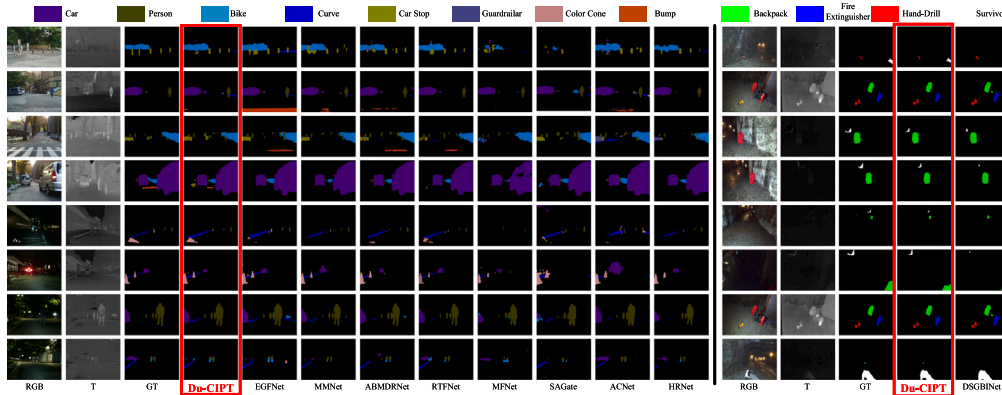 Car Person Bike Curve Car Stop Guardrailar Color Cone Bump Backpack Fire Extinguisher Hand-Drill Survivo
RGB T GT Du-CIPT EGFNet MMNet ABMDRNet RTFNet MFNet SAGate ACNet HRNet RGB T GT Du-CIPT DSGBINet